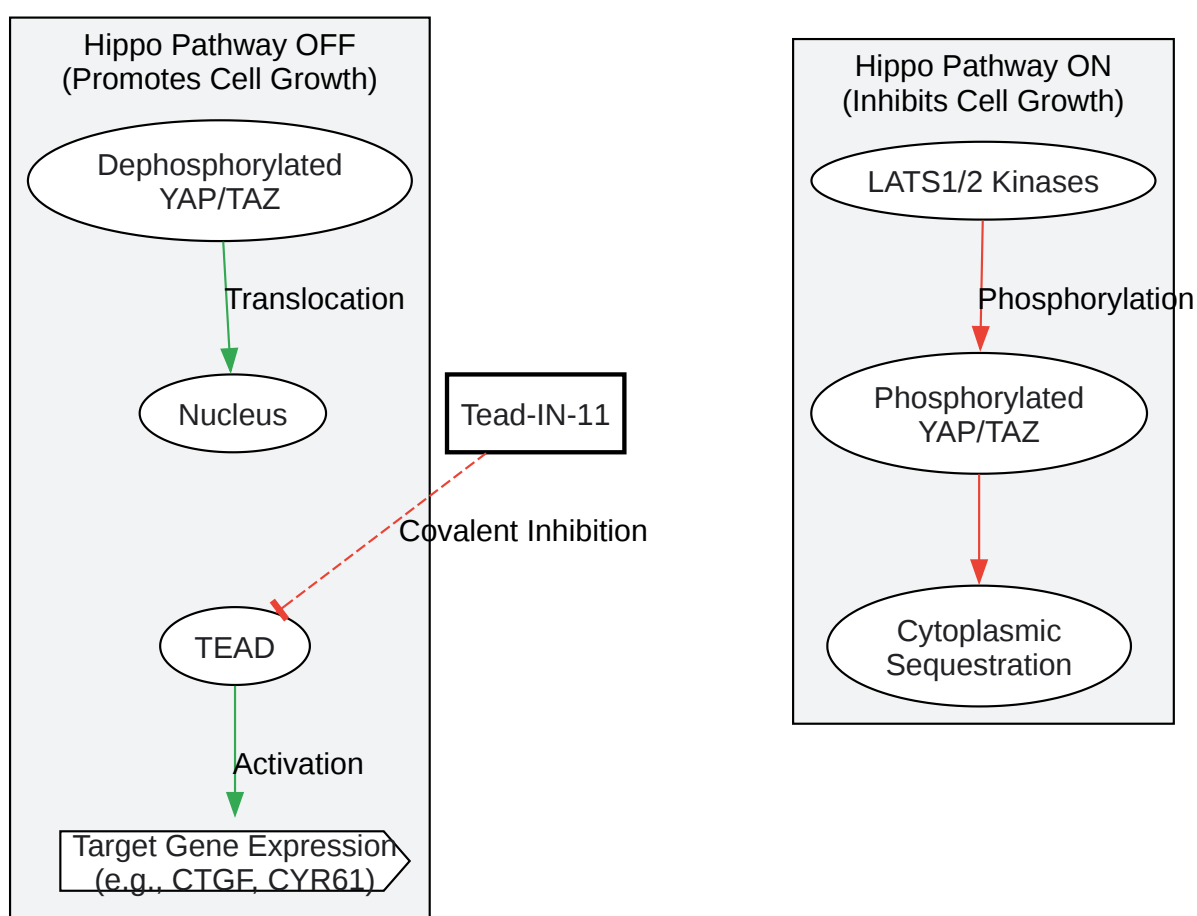 Hippo Pathway OFF
(Promotes Cell Growth)
Dephosphorylated
YAP/TAZ
Translocation
Nucleus
Tead-IN-11
Covalent Inhibition
TEAD
Activation
Target Gene Expression
(e.g., CTGF, CYR61)
Hippo Pathway ON
(Inhibits Cell Growth)
LATS1/2 Kinases
Phosphorylation
Phosphorylated
YAP/TAZ
Cytoplasmic
Sequestration